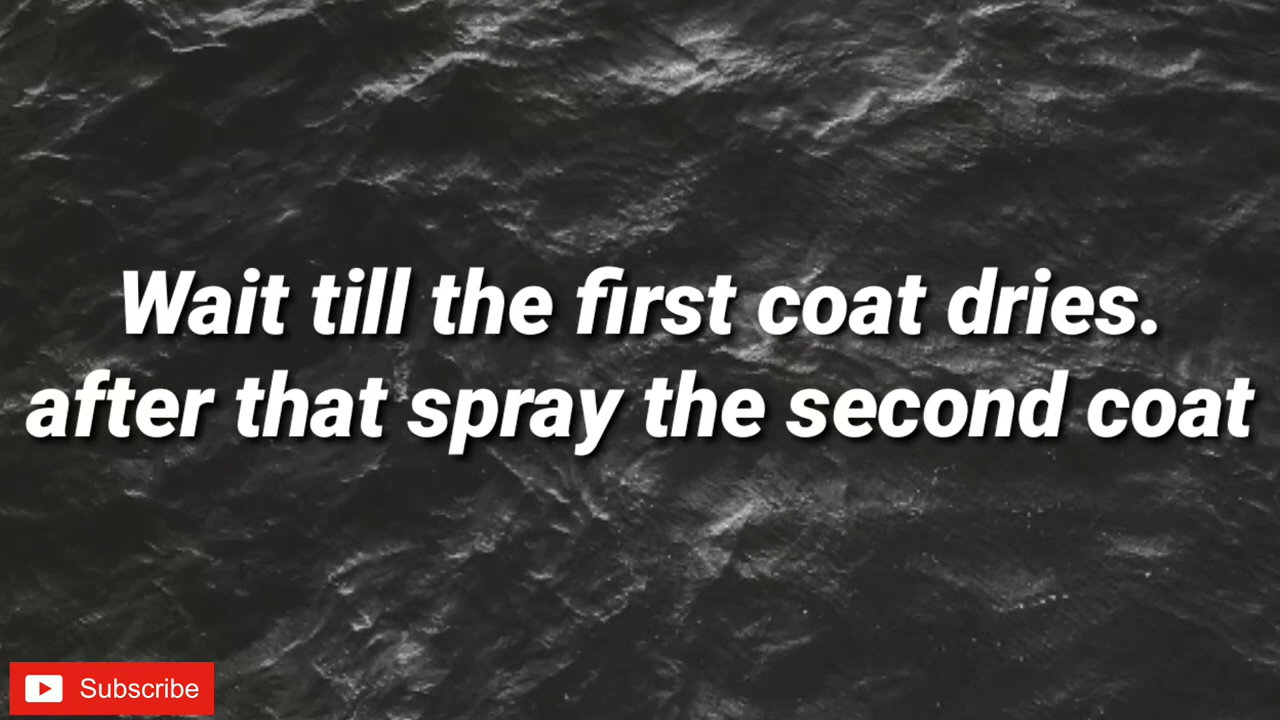 Wait till the first coat dries.
after that spray the second coat
Subscribe